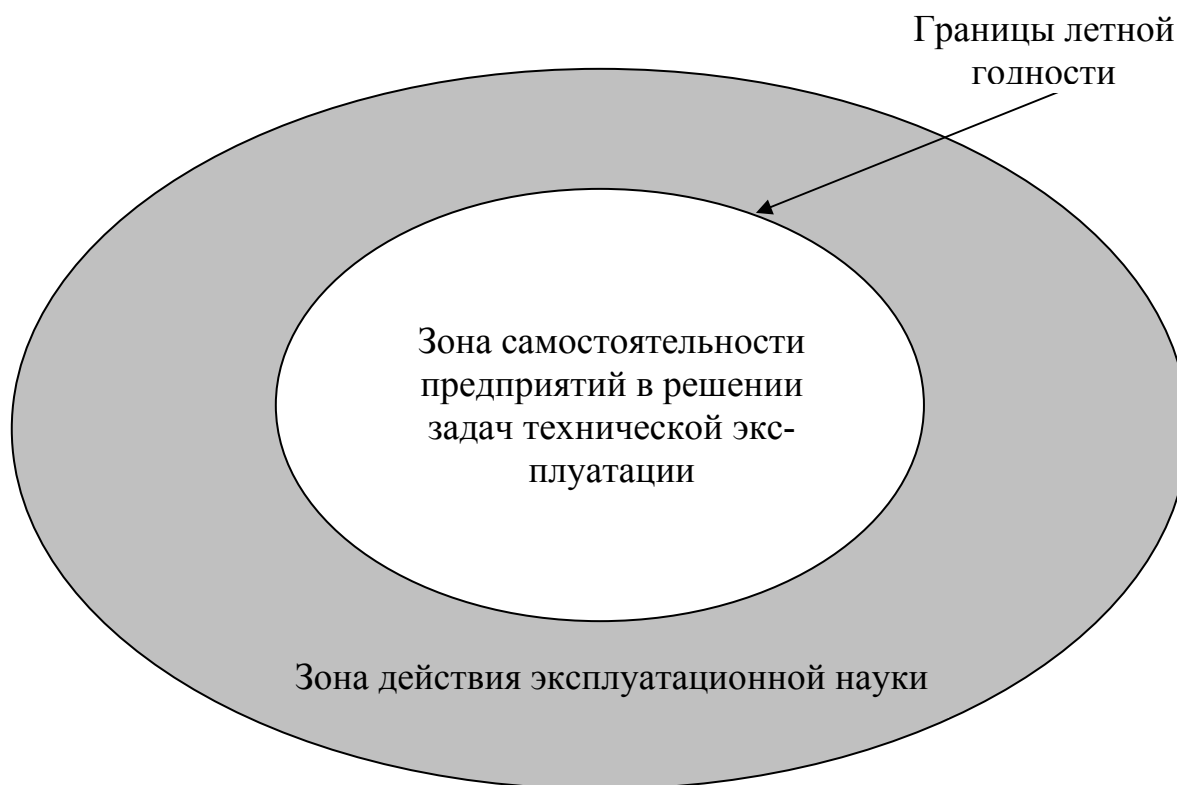 Границы летной
годности
Зона самостоятельности
предприятий в решении
задач технической экс-
плуатации
Зона действия эксплуатационной науки